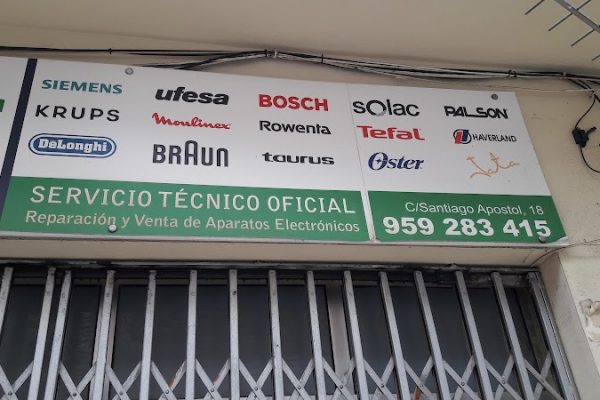 SIEMENS ufesa BOSCH solac PALSON
KRUPS Moulinex Rowenta Tefal HAVERLAND
DeLonghi BRAUN taurus Oster Jata
SERVICIO TÉCNICO OFICIAL
Reparación y Venta de Aparatos Electrónicos
C/Santiago Apostol, 18
959 283 415